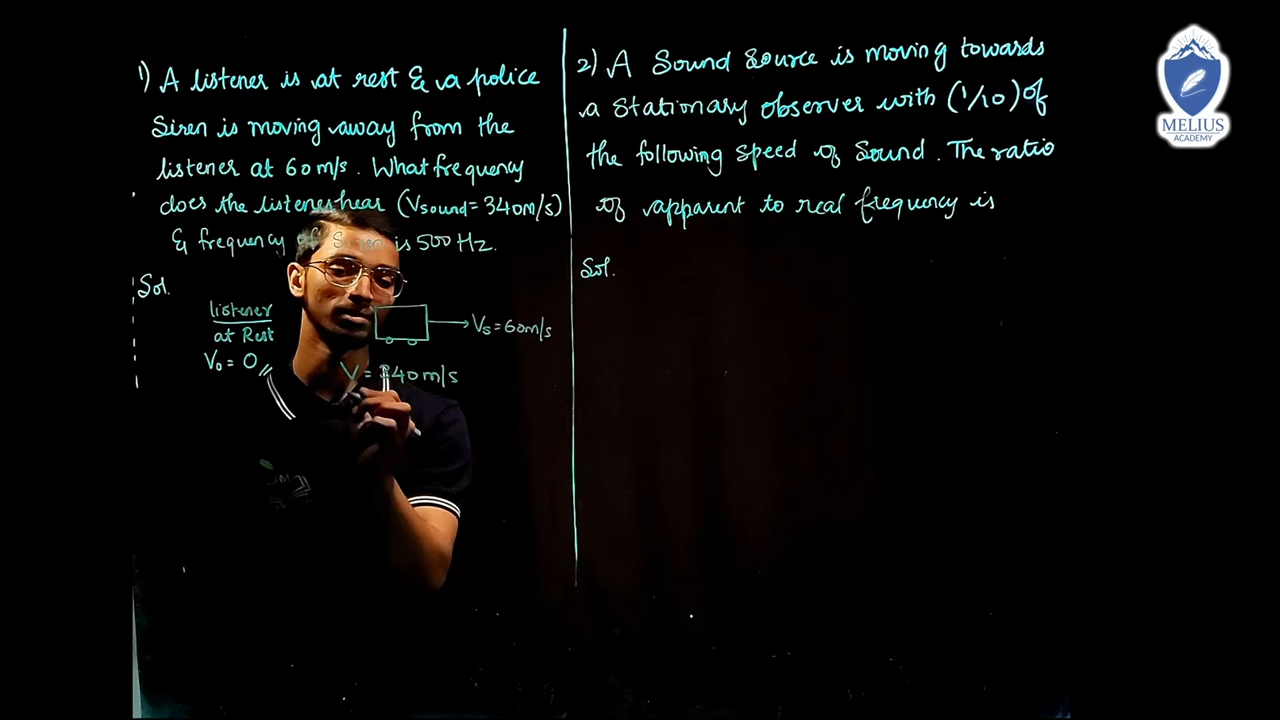 1) A listener is at rest & a police
Siren is moving away from the
listener at 60 m/s. What frequency
does the listener hear (Vsound = 340m/s)
& frequency of is 500 Hz.
Sol.
listener
at Rest
V₀ = 0
Vs = 60m/s
V = 340 m/s
2) A Sound Source is moving towards
a Stationary observer with (1/10) of
the following Speed of Sound. The ratio
of apparent to real frequency is
Sol.
MELIUS
ACADEMY